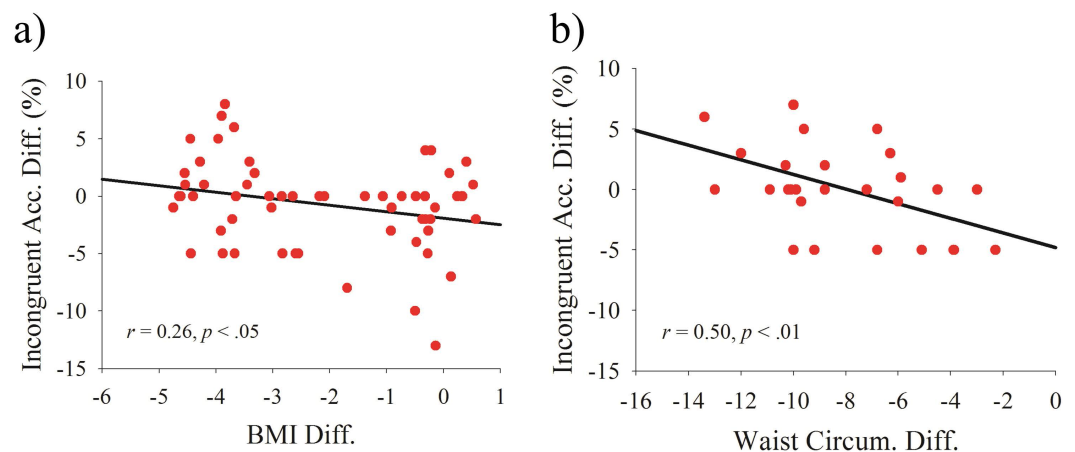 a)
Incongruent Acc. Diff. (%)
10
5
0
-5
-10
-15
r = 0.26, p < .05
-6 -5 -4 -3 -2 -1 0 1
BMI Diff.
b)
Incongruent Acc. Diff. (%)
10
5
0
-5
-10
-15
r = 0.50, p < .01
-16 -14 -12 -10 -8 -6 -4 -2 0
Waist Circum. Diff.